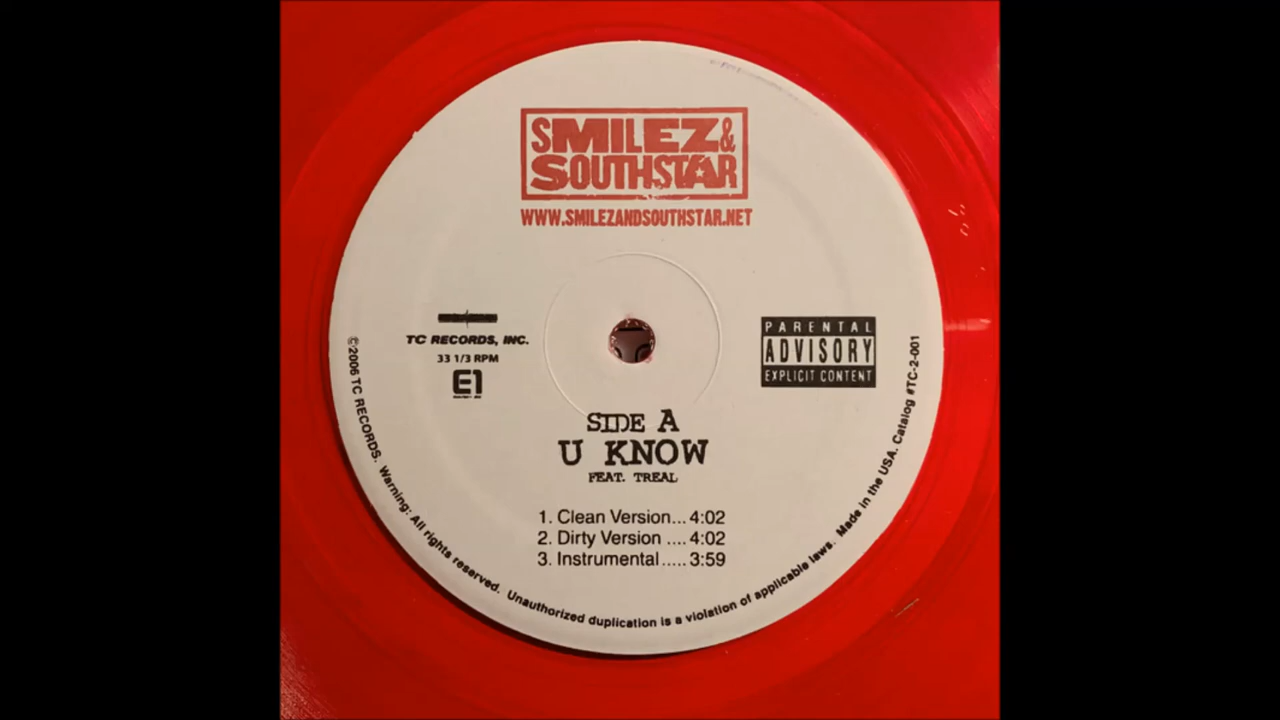 SMILEZ &
SOUTHSTAR
WWW.SMILEZANDSOUTHSTAR.NET
TC RECORDS, INC.
33 1/3 RPM
E1
PARENTAL
ADVISORY
EXPLICIT CONTENT
SIDE A
U KNOW
FEAT. TREAL
1. Clean Version... 4:02
2. Dirty Version .... 4:02
3. Instrumental ..... 3:59
©2006 TC RECORDS. Warning: All rights reserved. Unauthorized duplication is a violation of applicable laws. Made in the USA. Catalog #TC-2-001